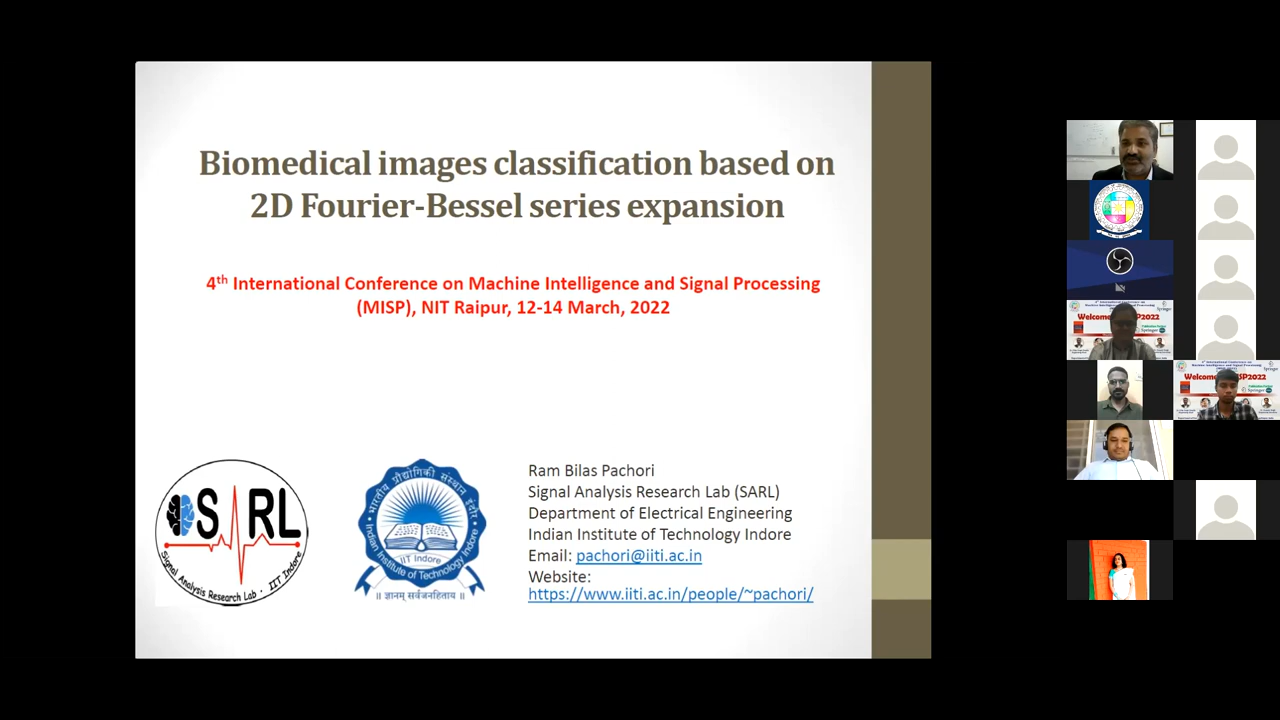 Biomedical images classification based on
2D Fourier-Bessel series expansion
4th International Conference on Machine Intelligence and Signal Processing
(MISP), NIT Raipur, 12-14 March, 2022
SARL
Signal Analysis Research Lab - IIT Indore
भारतीय प्रौद्योगिकी संस्थान इंदौर
IIT Indore
Indian Institute of Technology Indore
॥ ज्ञानम् सर्वजनहिताय ॥
Ram Bilas Pachori
Signal Analysis Research Lab (SARL)
Department of Electrical Engineering
Indian Institute of Technology Indore
Email: pachori@iiti.ac.in
Website:
https://www.iiti.ac.in/people/~pachori/
Springer
Springer